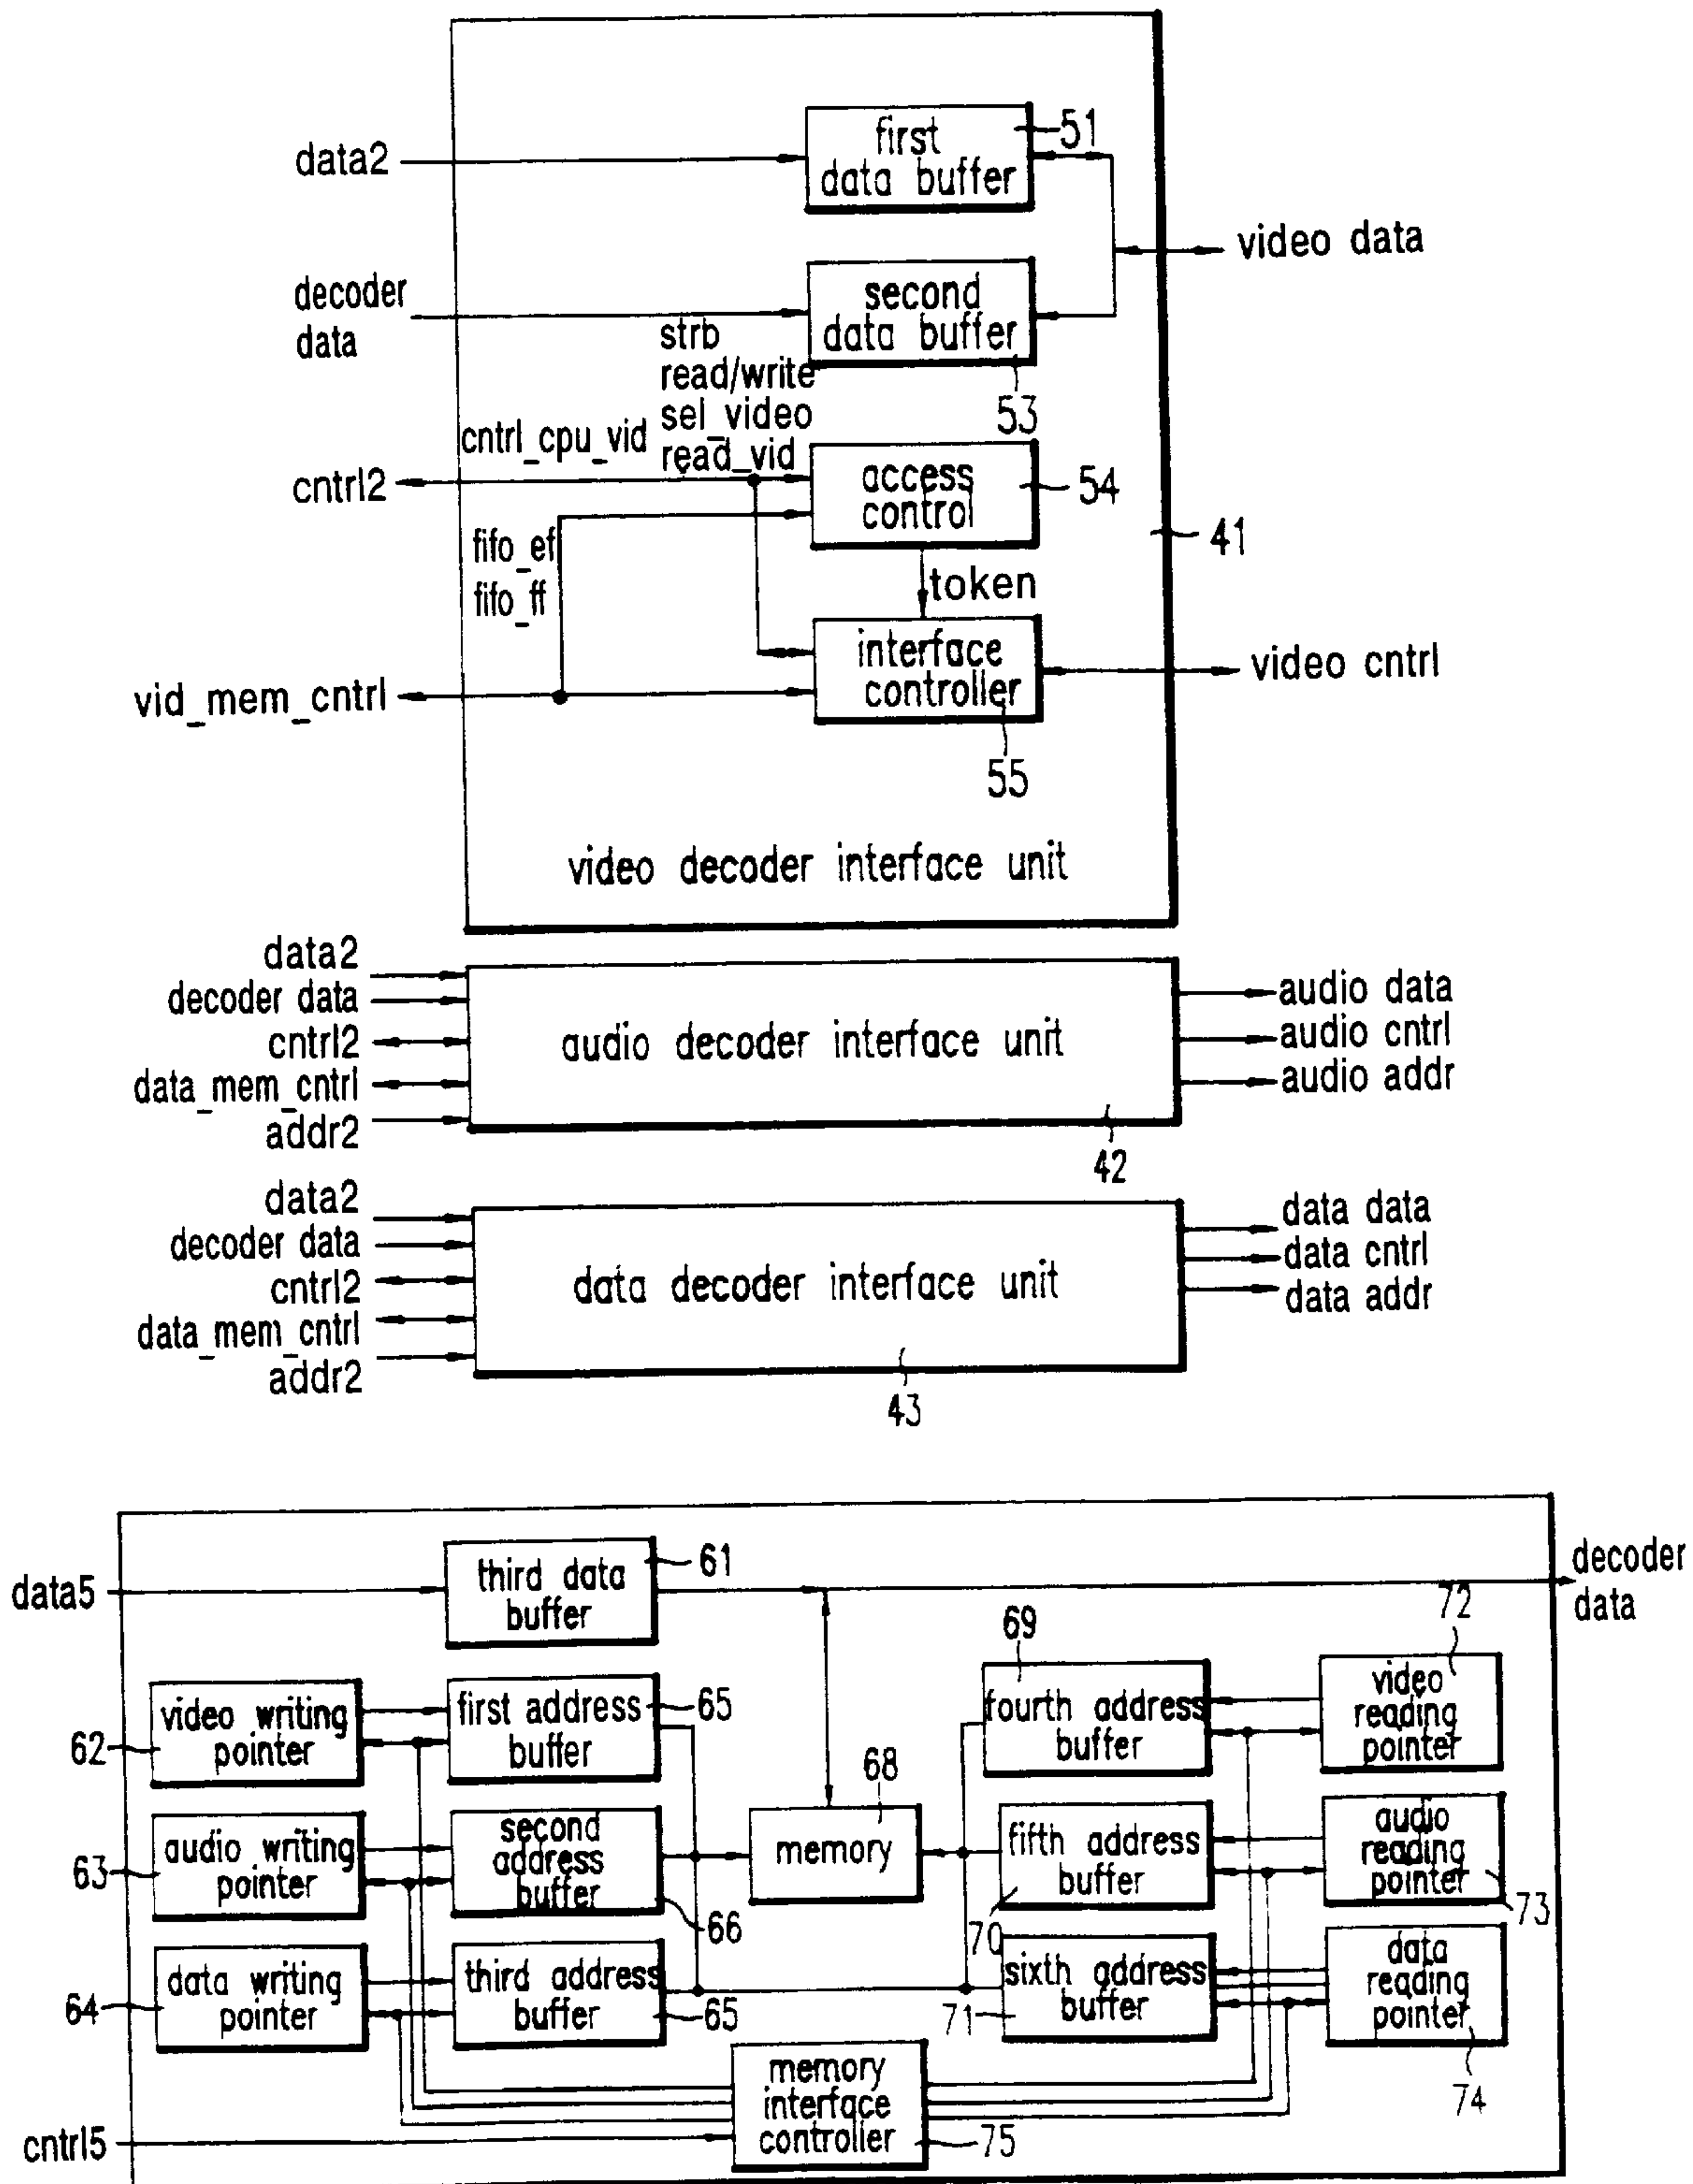 first
data buffer
51
data2
video data
decoder
data
second
data buffer
53
strb
read/write
sel_video
read_vid
cntrl_cpu_vid
cntrl2
access
control
54
fifo_ef
fifo_ff
41
token
interface
controller
55
vid_mem_cntrl
video cntrl
video decoder interface unit
data2
decoder data
cntrl2
data_mem_cntrl
addr2
audio decoder interface unit
audio data
audio cntrl
audio addr
42
data2
decoder data
cntrl2
data_mem_cntrl
addr2
data decoder interface unit
data data
data cntrl
data addr
43
data5
third data
buffer
61
decoder
data
72
69
video writing
pointer
62
first address
buffer
65
fourth address
buffer
video
reading
pointer
68
audio writing
pointer
63
second
address
buffer
66
memory
fifth address
buffer
70
audio
reading
pointer
73
data writing
pointer
64
third address
buffer
65
sixth address
buffer
71
data
reading
pointer
74
memory
interface
controller
75
cntrl5